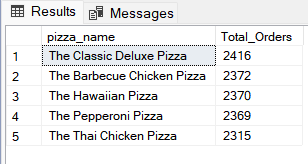 Results Messages
pizza_name Total_Orders
1 The Classic Deluxe Pizza 2416
2 The Barbecue Chicken Pizza 2372
3 The Hawaiian Pizza 2370
4 The Pepperoni Pizza 2369
5 The Thai Chicken Pizza 2315